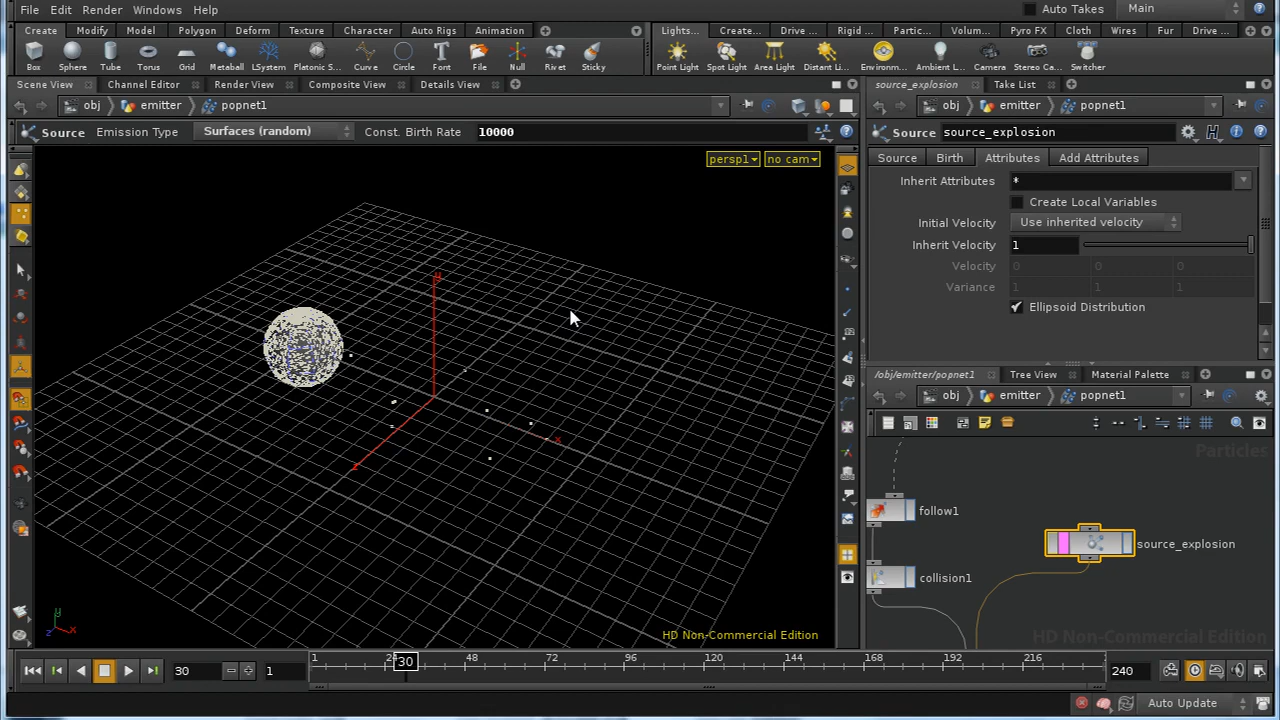 File Edit Render Windows Help Auto Takes Main
Create Modify Model Polygon Deform Texture Character Auto Rigs Animation Lights... Create... Drive ... Rigid ... Partic... Volum... Pyro FX Cloth Wires Fur Drive ...
Box Sphere Tube Torus Grid Metaball LSystem Platonic S... Curve Circle Font File Null Rivet Sticky Point Light Spot Light Area Light Distant Li... Environm... Ambient L... Camera Stereo Ca... Switcher
Scene View Channel Editor Render View Composite View Details View source_explosion Take List
obj emitter popnet1 obj emitter popnet1
Source Emission Type Surfaces (random) Const. Birth Rate 10000 Source source_explosion
persp1 no cam Source Birth Attributes Add Attributes
Inherit Attributes *
Create Local Variables
Initial Velocity Use inherited velocity
Inherit Velocity 1
Velocity 0 0 0
Variance 1 1 1
Ellipsoid Distribution
y
x
z
/obj/emitter/popnet1 Tree View Material Palette
obj emitter popnet1
Particles
follow1
source_explosion
collision1
y
z x
HD Non-Commercial Edition HD Non-Commercial Edition
30 1 1 30 48 72 96 120 144 168 192 216 240
Auto Update